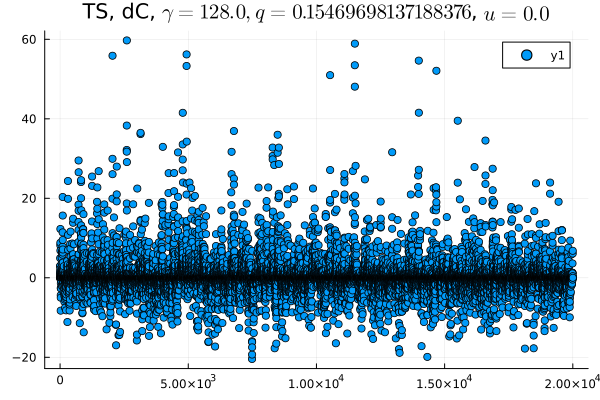 TS, dC, γ = 128.0, q = 0.15469698137188376, u = 0.0
y1
60
40
20
0
−20
0 5.00×10³ 1.00×10⁴ 1.50×10⁴ 2.00×10⁴